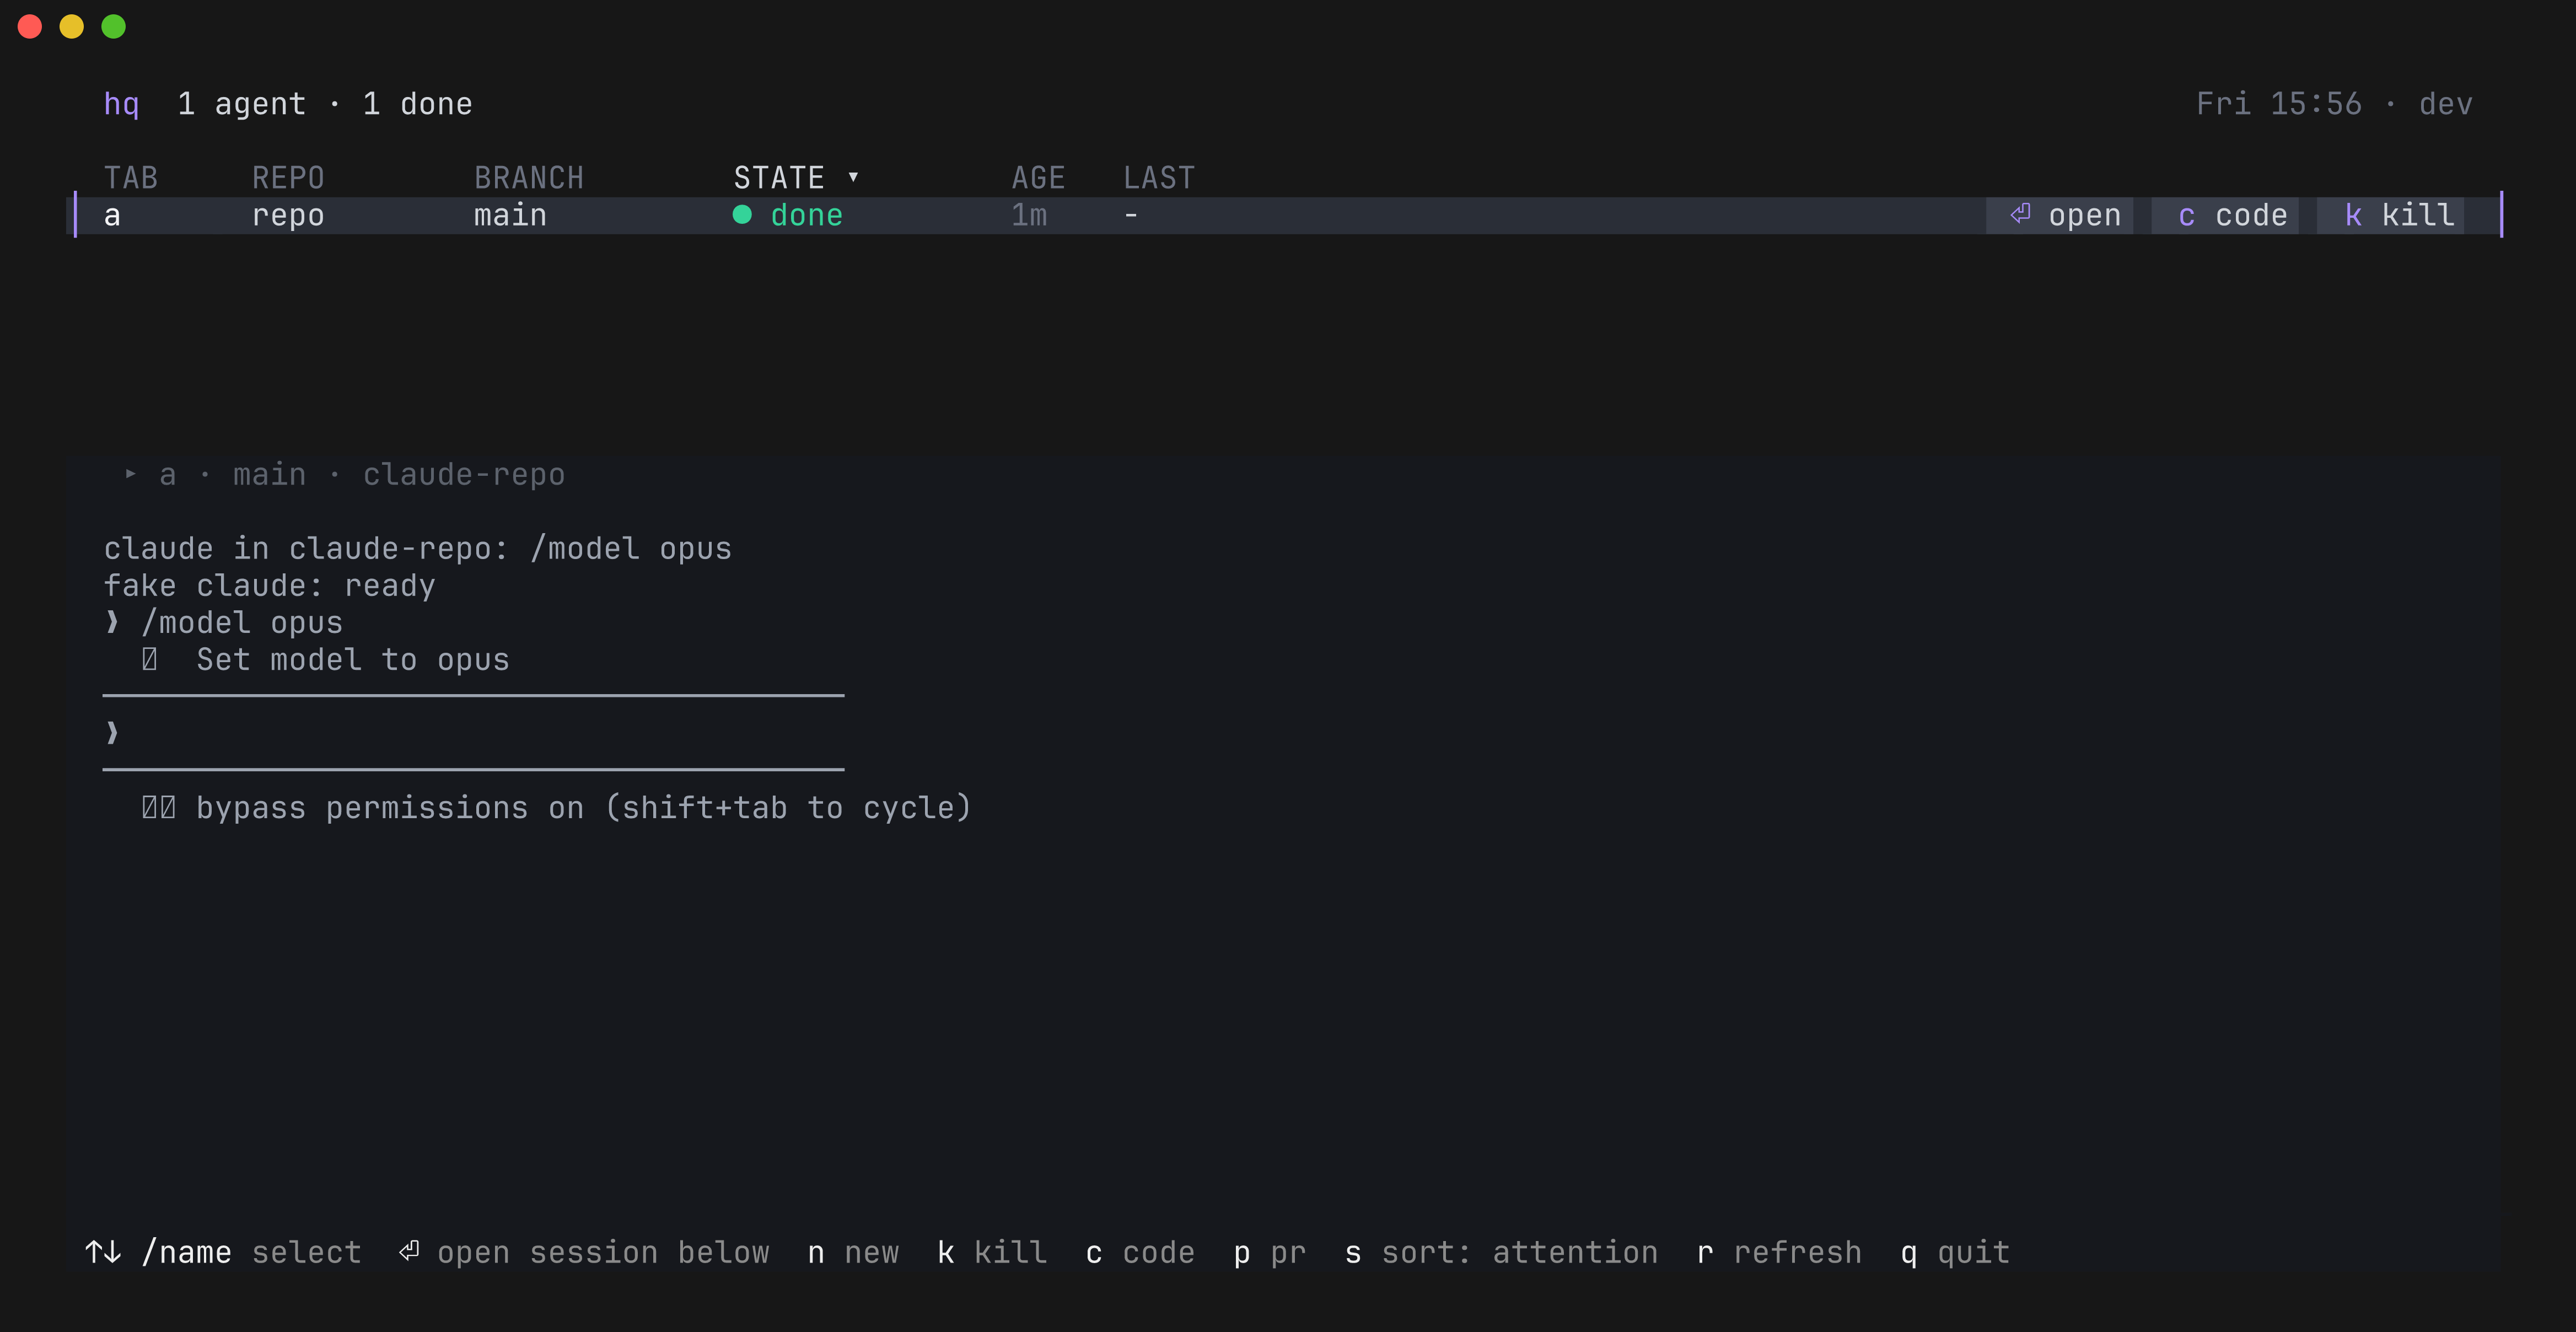 hq 1 agent · 1 done Fri 15:56 · dev
TAB REPO BRANCH STATE ▾ AGE LAST
a repo main ● done 1m - ⏎ open c code k kill
▸ a · main · claude-repo
claude in claude-repo: /model opus
fake claude: ready
❯ /model opus
Set model to opus
❯
bypass permissions on (shift+tab to cycle)
↑↓ /name select ⏎ open session below n new k kill c code p pr s sort: attention r refresh q quit